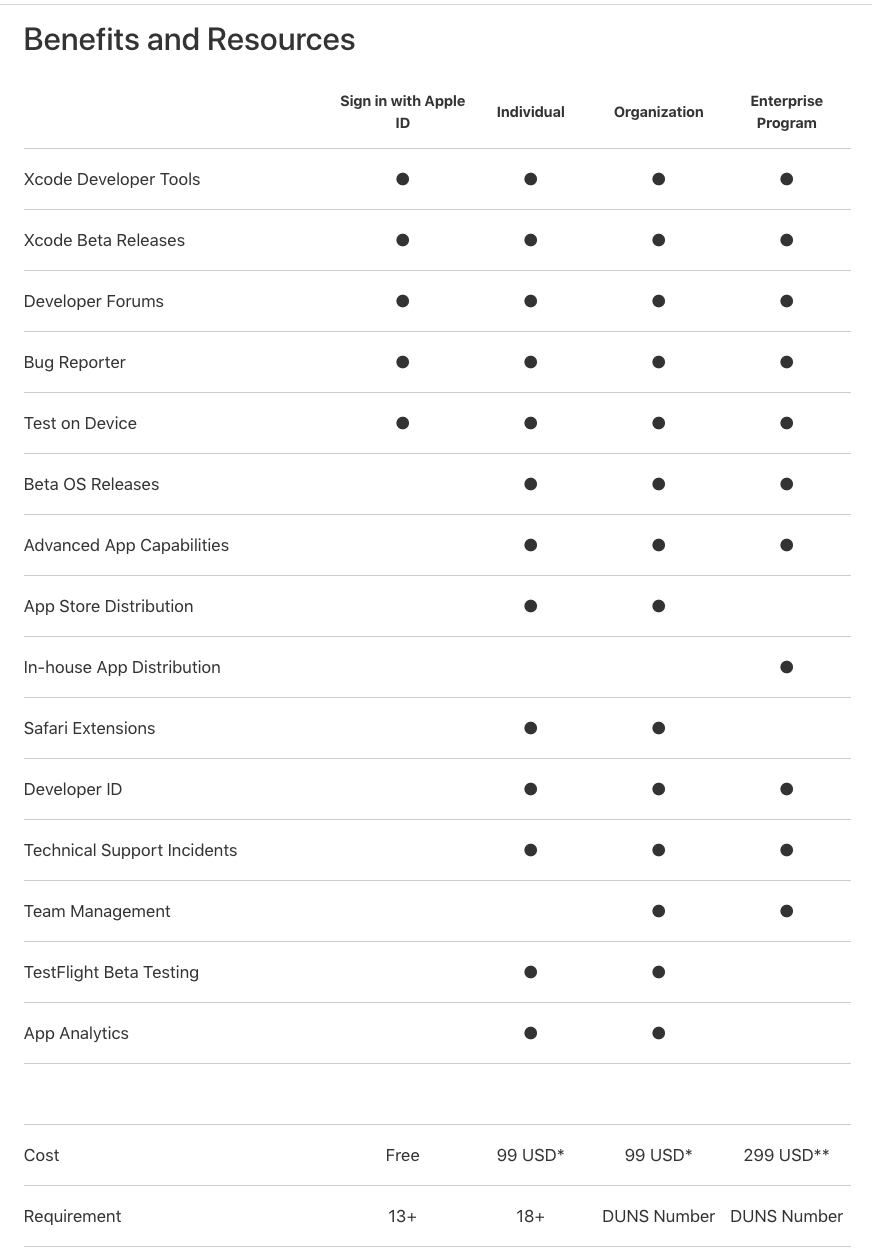 Benefits and Resources
Sign in with Apple ID Individual Organization Enterprise Program
Xcode Developer Tools ● ● ● ●
Xcode Beta Releases ● ● ● ●
Developer Forums ● ● ● ●
Bug Reporter ● ● ● ●
Test on Device ● ● ● ●
Beta OS Releases ● ● ●
Advanced App Capabilities ● ● ●
App Store Distribution ● ●
In-house App Distribution ●
Safari Extensions ● ●
Developer ID ● ● ●
Technical Support Incidents ● ● ●
Team Management ● ●
TestFlight Beta Testing ● ●
App Analytics ● ●
Cost Free 99 USD* 99 USD* 299 USD**
Requirement 13+ 18+ DUNS Number DUNS Number